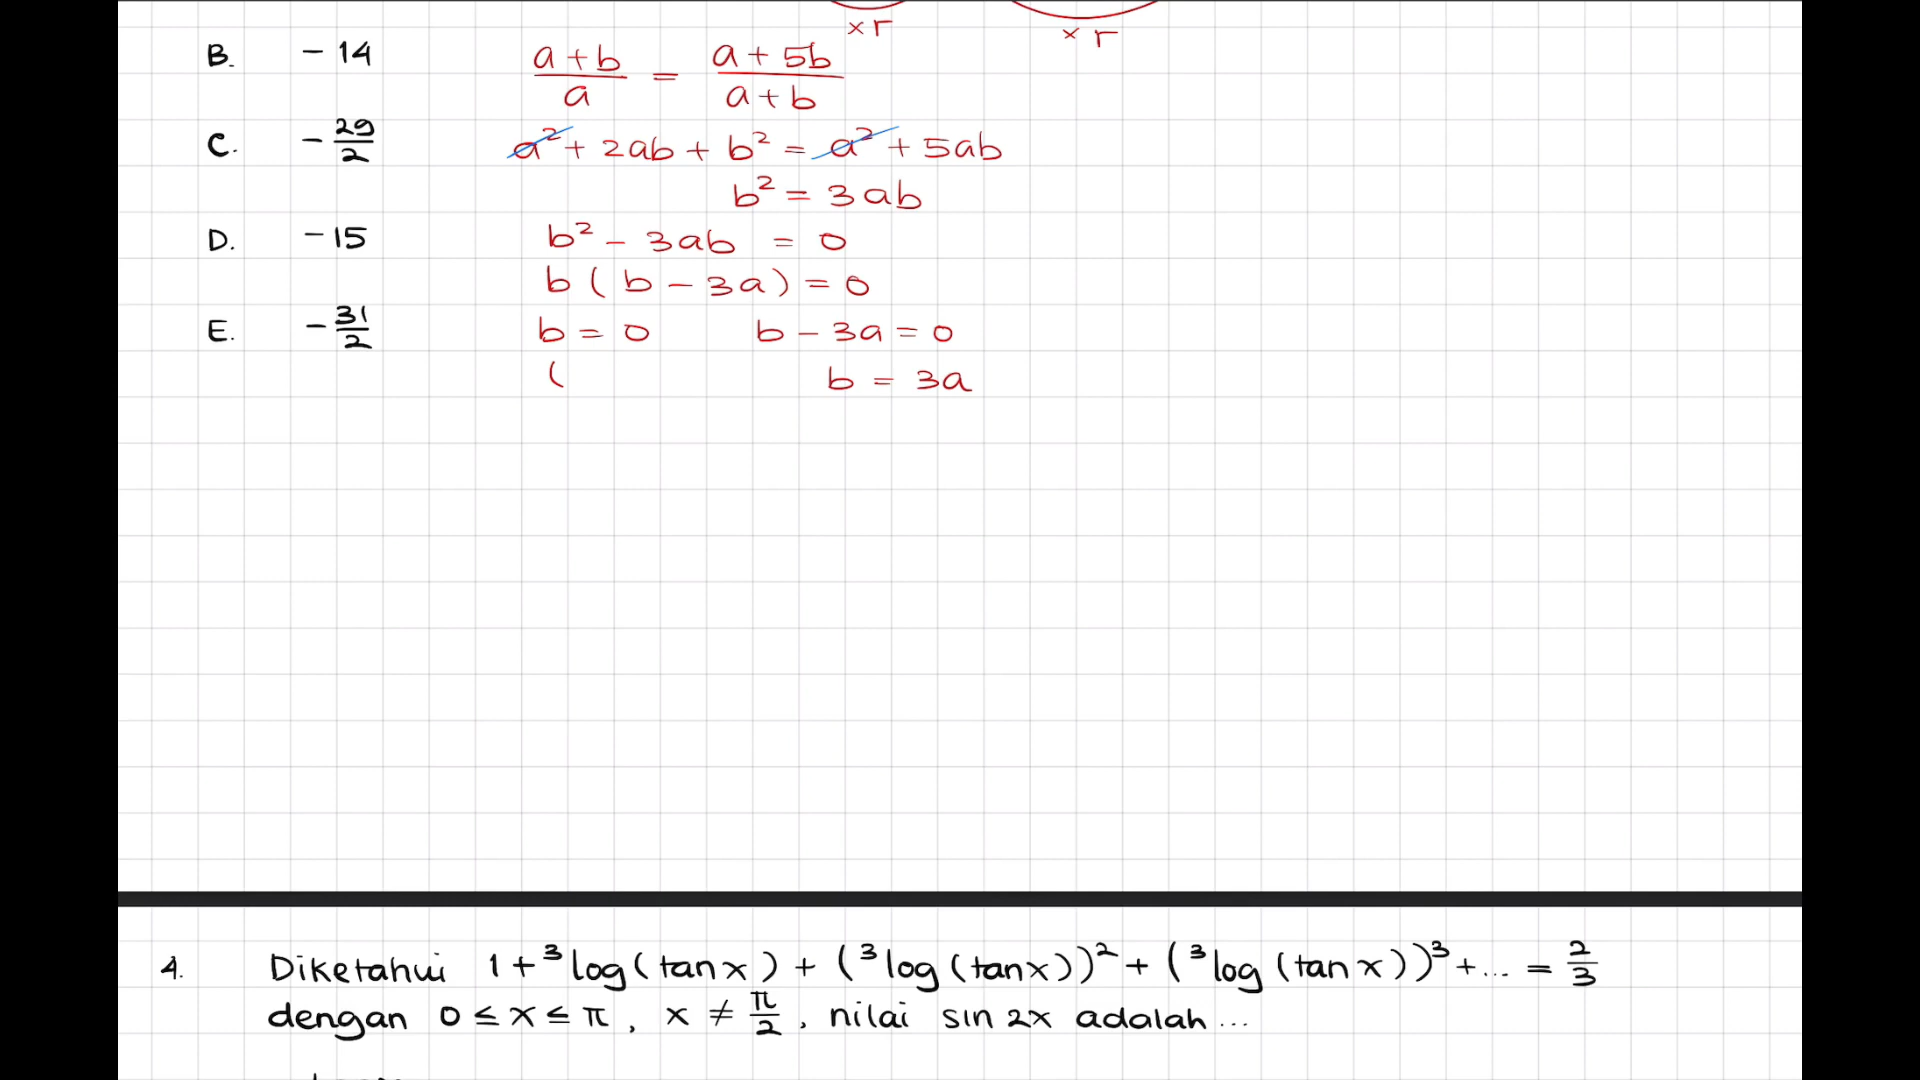 × r × r
B. - 14 (a + b)/a = (a + 5b)/(a + b)
C. - 29/2 a² + 2ab + b² = a² + 5ab
b² = 3ab
D. - 15 b² - 3ab = 0
b ( b - 3a ) = 0
E. - 31/2 b = 0 b - 3a = 0
( b = 3a
4. Diketahui 1 + ³log(tan x) + (³log(tan x))² + (³log(tan x))³ + ... = 2/3
dengan 0 ≤ x ≤ π, x ≠ π/2, nilai sin 2x adalah ...